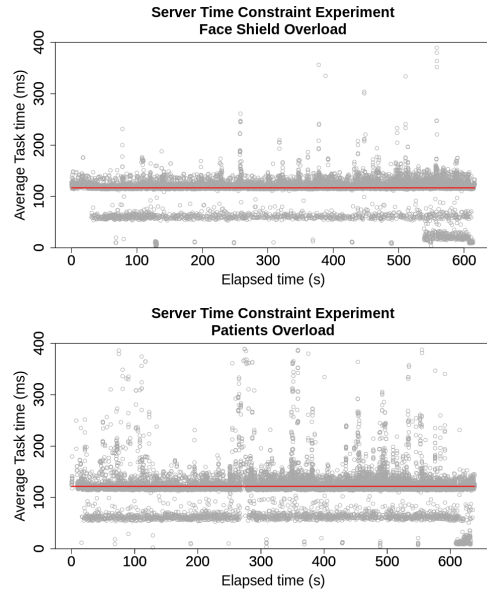 Server Time Constraint Experiment
Face Shield Overload
400
300
200
100
0
Average Task time (ms)
0 100 200 300 400 500 600
Elapsed time (s)
Server Time Constraint Experiment
Patients Overload
400
300
200
100
0
Average Task time (ms)
0 100 200 300 400 500 600
Elapsed time (s)